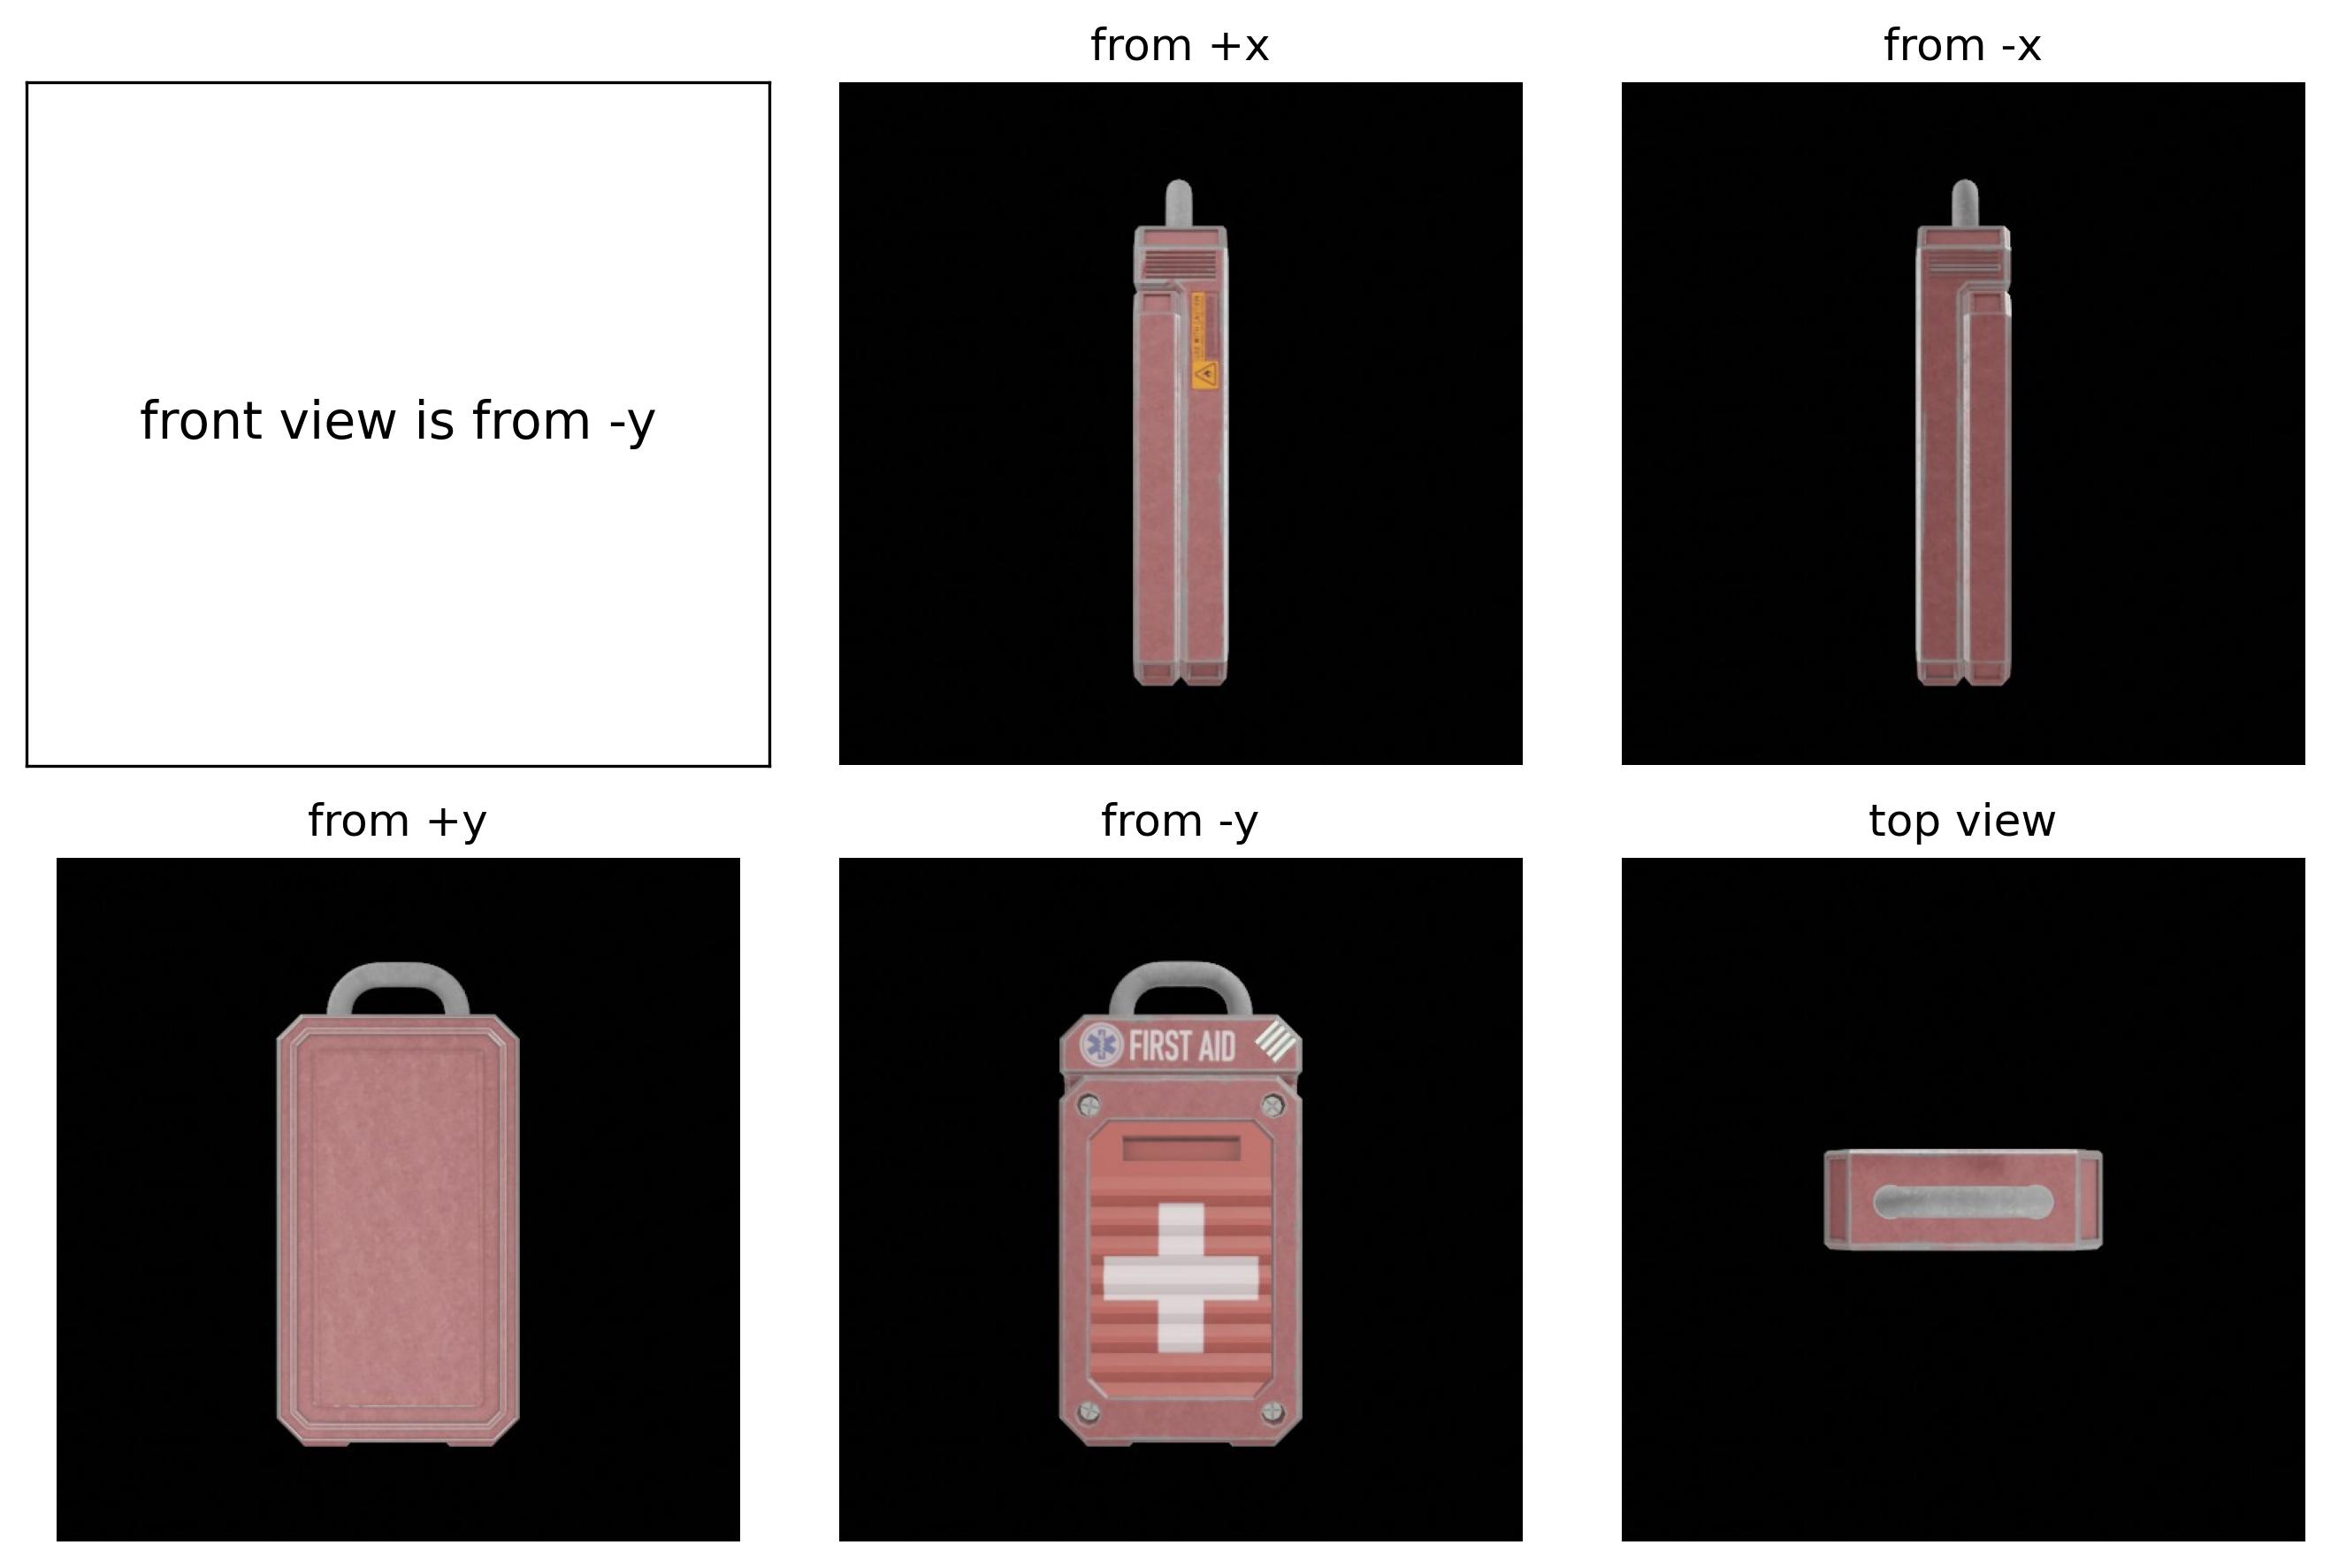 from +x
from -x
front view is from -y
from +y
from -y
top view
FIRST AID